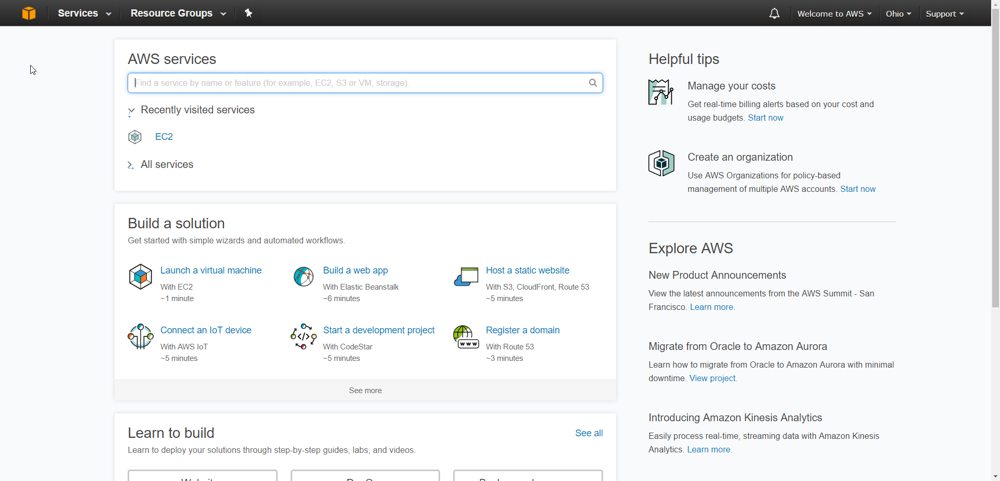 Services
Resource Groups
Welcome to AWS
Ohio
Support
AWS services
Find a service by name or feature (for example, EC2, S3 or VM, storage).
Recently visited services
EC2
All services
Build a solution
Get started with simple wizards and automated workflows.
Launch a virtual machine
With EC2
~1 minute
Build a web app
With Elastic Beanstalk
~6 minutes
Host a static website
With S3, CloudFront, Route 53
~5 minutes
Connect an IoT device
With AWS IoT
~5 minutes
Start a development project
With CodeStar
~5 minutes
www
Register a domain
With Route 53
~3 minutes
See more
Learn to build
See all
Learn to deploy your solutions through step-by-step guides, labs, and videos.
Helpful tips
Manage your costs
Get real-time billing alerts based on your cost and
usage budgets. Start now
Create an organization
Use AWS Organizations for policy-based
management of multiple AWS accounts. Start now
Explore AWS
New Product Announcements
View the latest announcements from the AWS Summit - San
Francisco. Learn more.
Migrate from Oracle to Amazon Aurora
Learn how to migrate from Oracle to Amazon Aurora with minimal
downtime. View project.
Introducing Amazon Kinesis Analytics
Easily process real-time, streaming data with Amazon Kinesis
Analytics. Learn more.